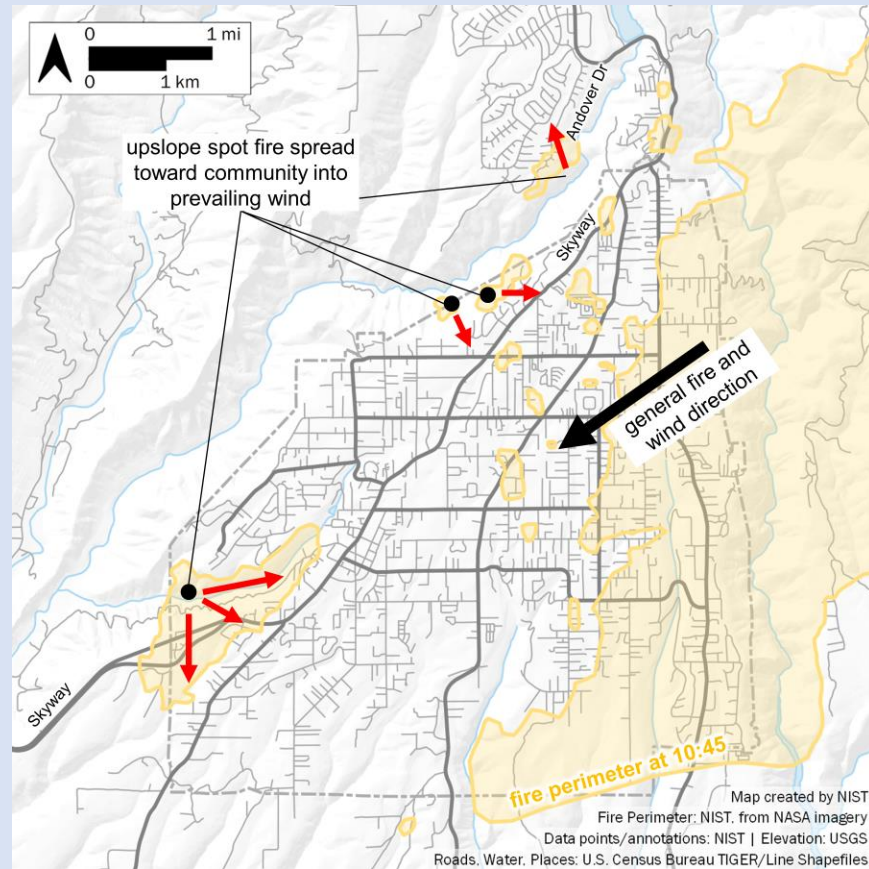 0 1 mi
0 1 km
Andover Dr
upslope spot fire spread
toward community into
prevailing wind
Skyway
general fire and
wind direction
Skyway
fire perimeter at 10:45
Map created by NIST
Fire Perimeter: NIST, from NASA imagery
Data points/annotations: NIST | Elevation: USGS
Roads, Water, Places: U.S. Census Bureau TIGER/Line Shapefiles